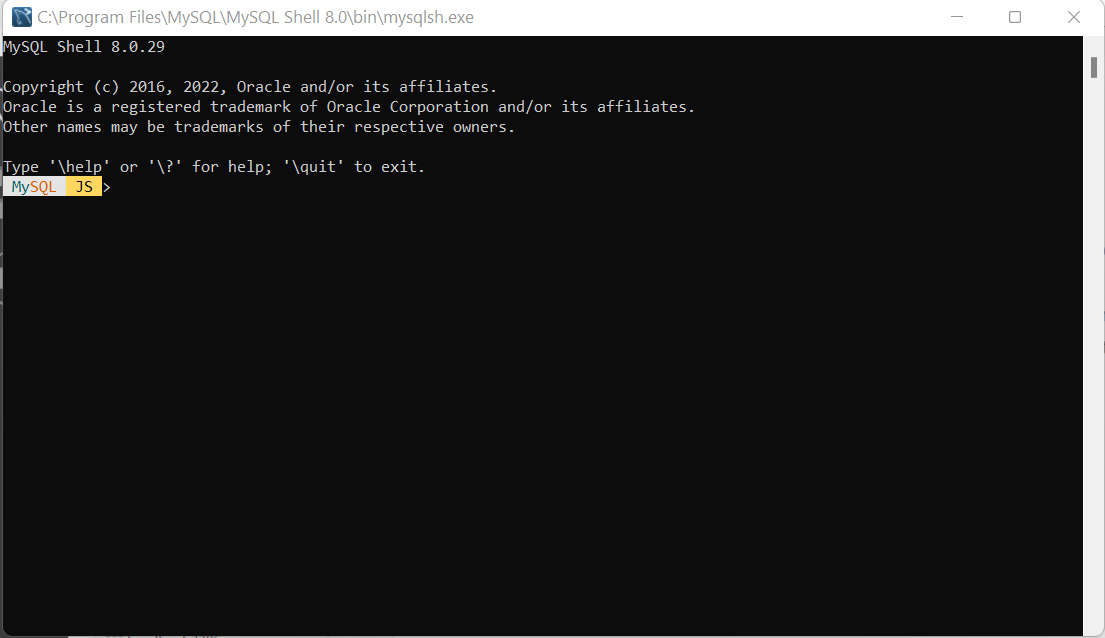 C:\Program Files\MySQL\MySQL Shell 8.0\bin\mysqlsh.exe
MySQL Shell 8.0.29
Copyright (c) 2016, 2022, Oracle and/or its affiliates.
Oracle is a registered trademark of Oracle Corporation and/or its affiliates.
Other names may be trademarks of their respective owners.
Type '\help' or '\?' for help; '\quit' to exit.
MySQL JS >